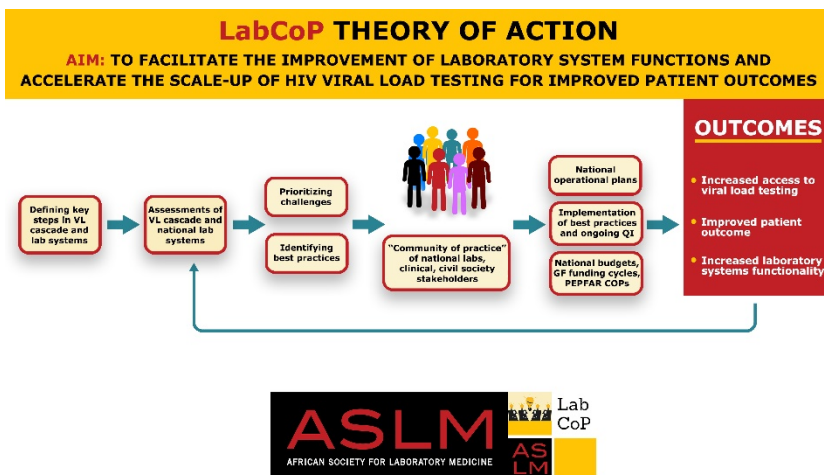 LabCoP THEORY OF ACTION
AIM: TO FACILITATE THE IMPROVEMENT OF LABORATORY SYSTEM FUNCTIONS AND
ACCELERATE THE SCALE-UP OF HIV VIRAL LOAD TESTING FOR IMPROVED PATIENT OUTCOMES
Defining key
steps in VL
cascade and
lab systems
Assessments of
VL cascade and
national lab
systems
Prioritizing
challenges
Identifying
best practices
“Community of practice”
of national labs,
clinical, civil society
stakeholders
National
operational plans
Implementation
of best practices
and ongoing QI
National budgets,
GF funding cycles,
PEPFAR COPs
OUTCOMES
• Increased access to
viral load testing
• Improved patient
outcome
• Increased laboratory
systems functionality
ASLM
AFRICAN SOCIETY FOR LABORATORY MEDICINE
Lab
CoP
AS
LM